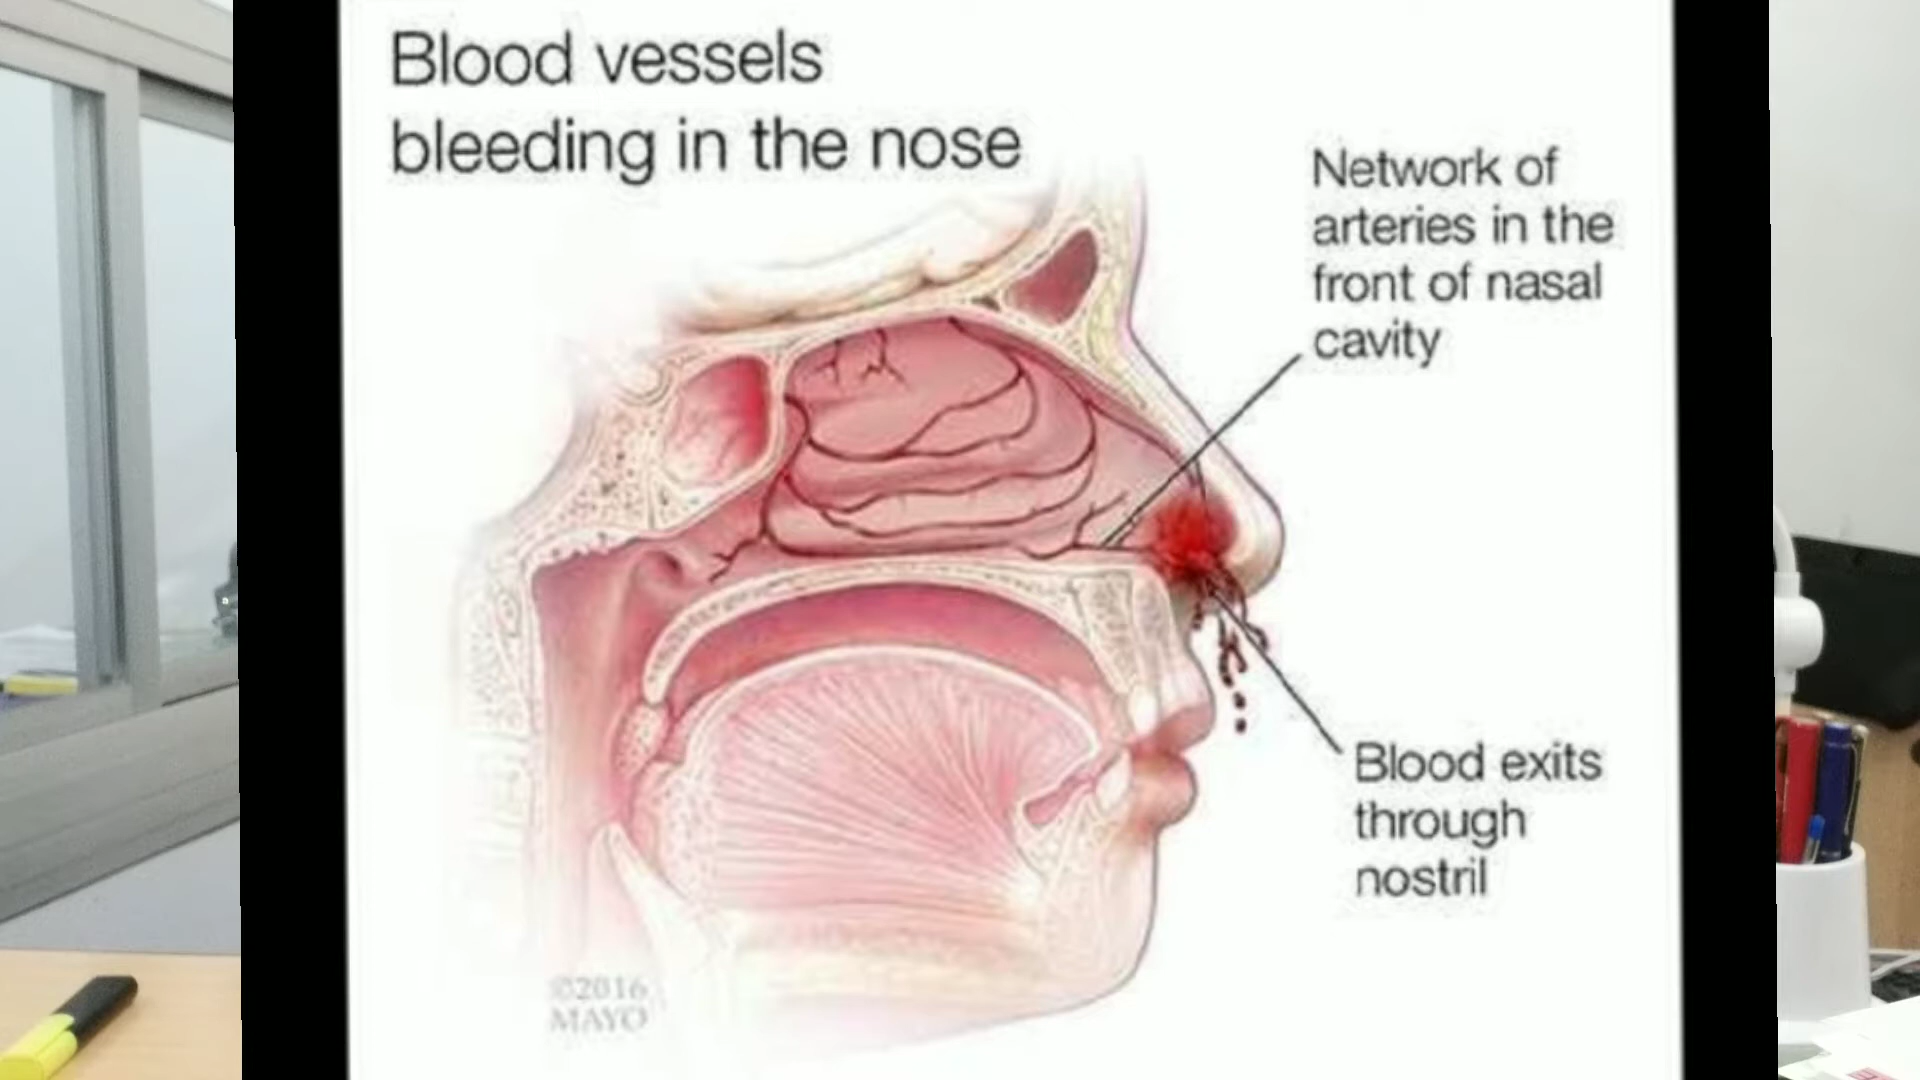 Blood vessels
bleeding in the nose
Network of
arteries in the
front of nasal
cavity
Blood exits
through
nostril
©2016
MAYO